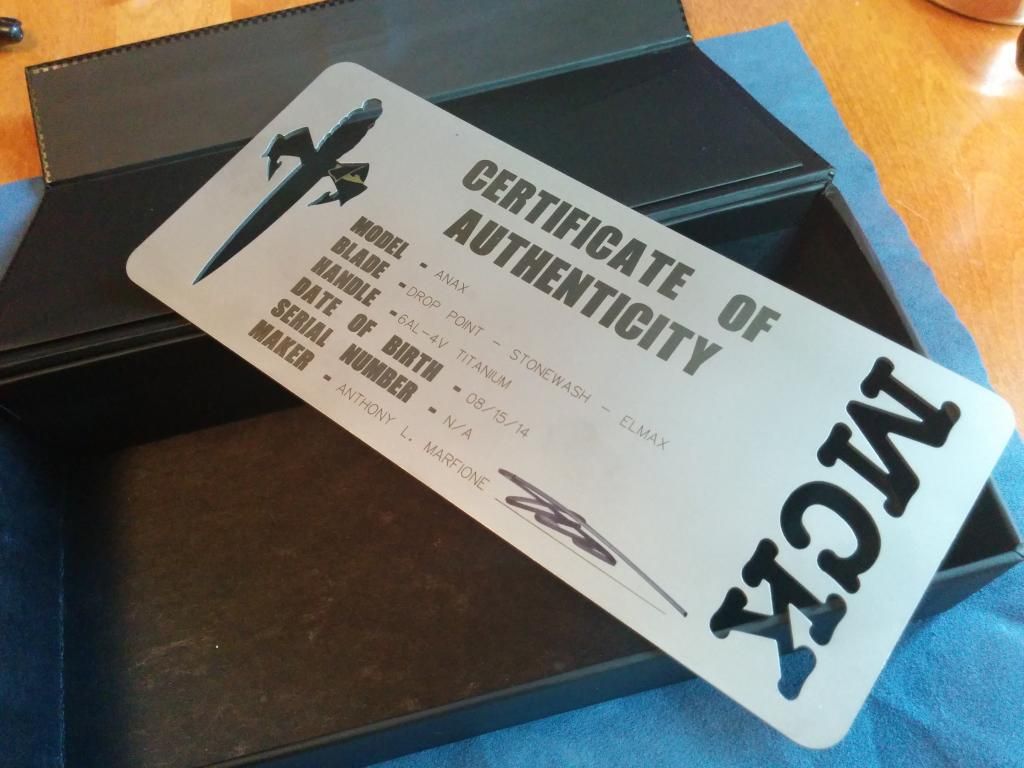 CERTIFICATE OF
AUTHENTICITY
MODEL - ANAX
BLADE - DROP POINT - STONEWASH - ELMAX
HANDLE - 6AL-4V TITANIUM
DATE OF BIRTH - 08/15/14
SERIAL NUMBER - N/A
MAKER - ANTHONY L. MARFIONE
MCK